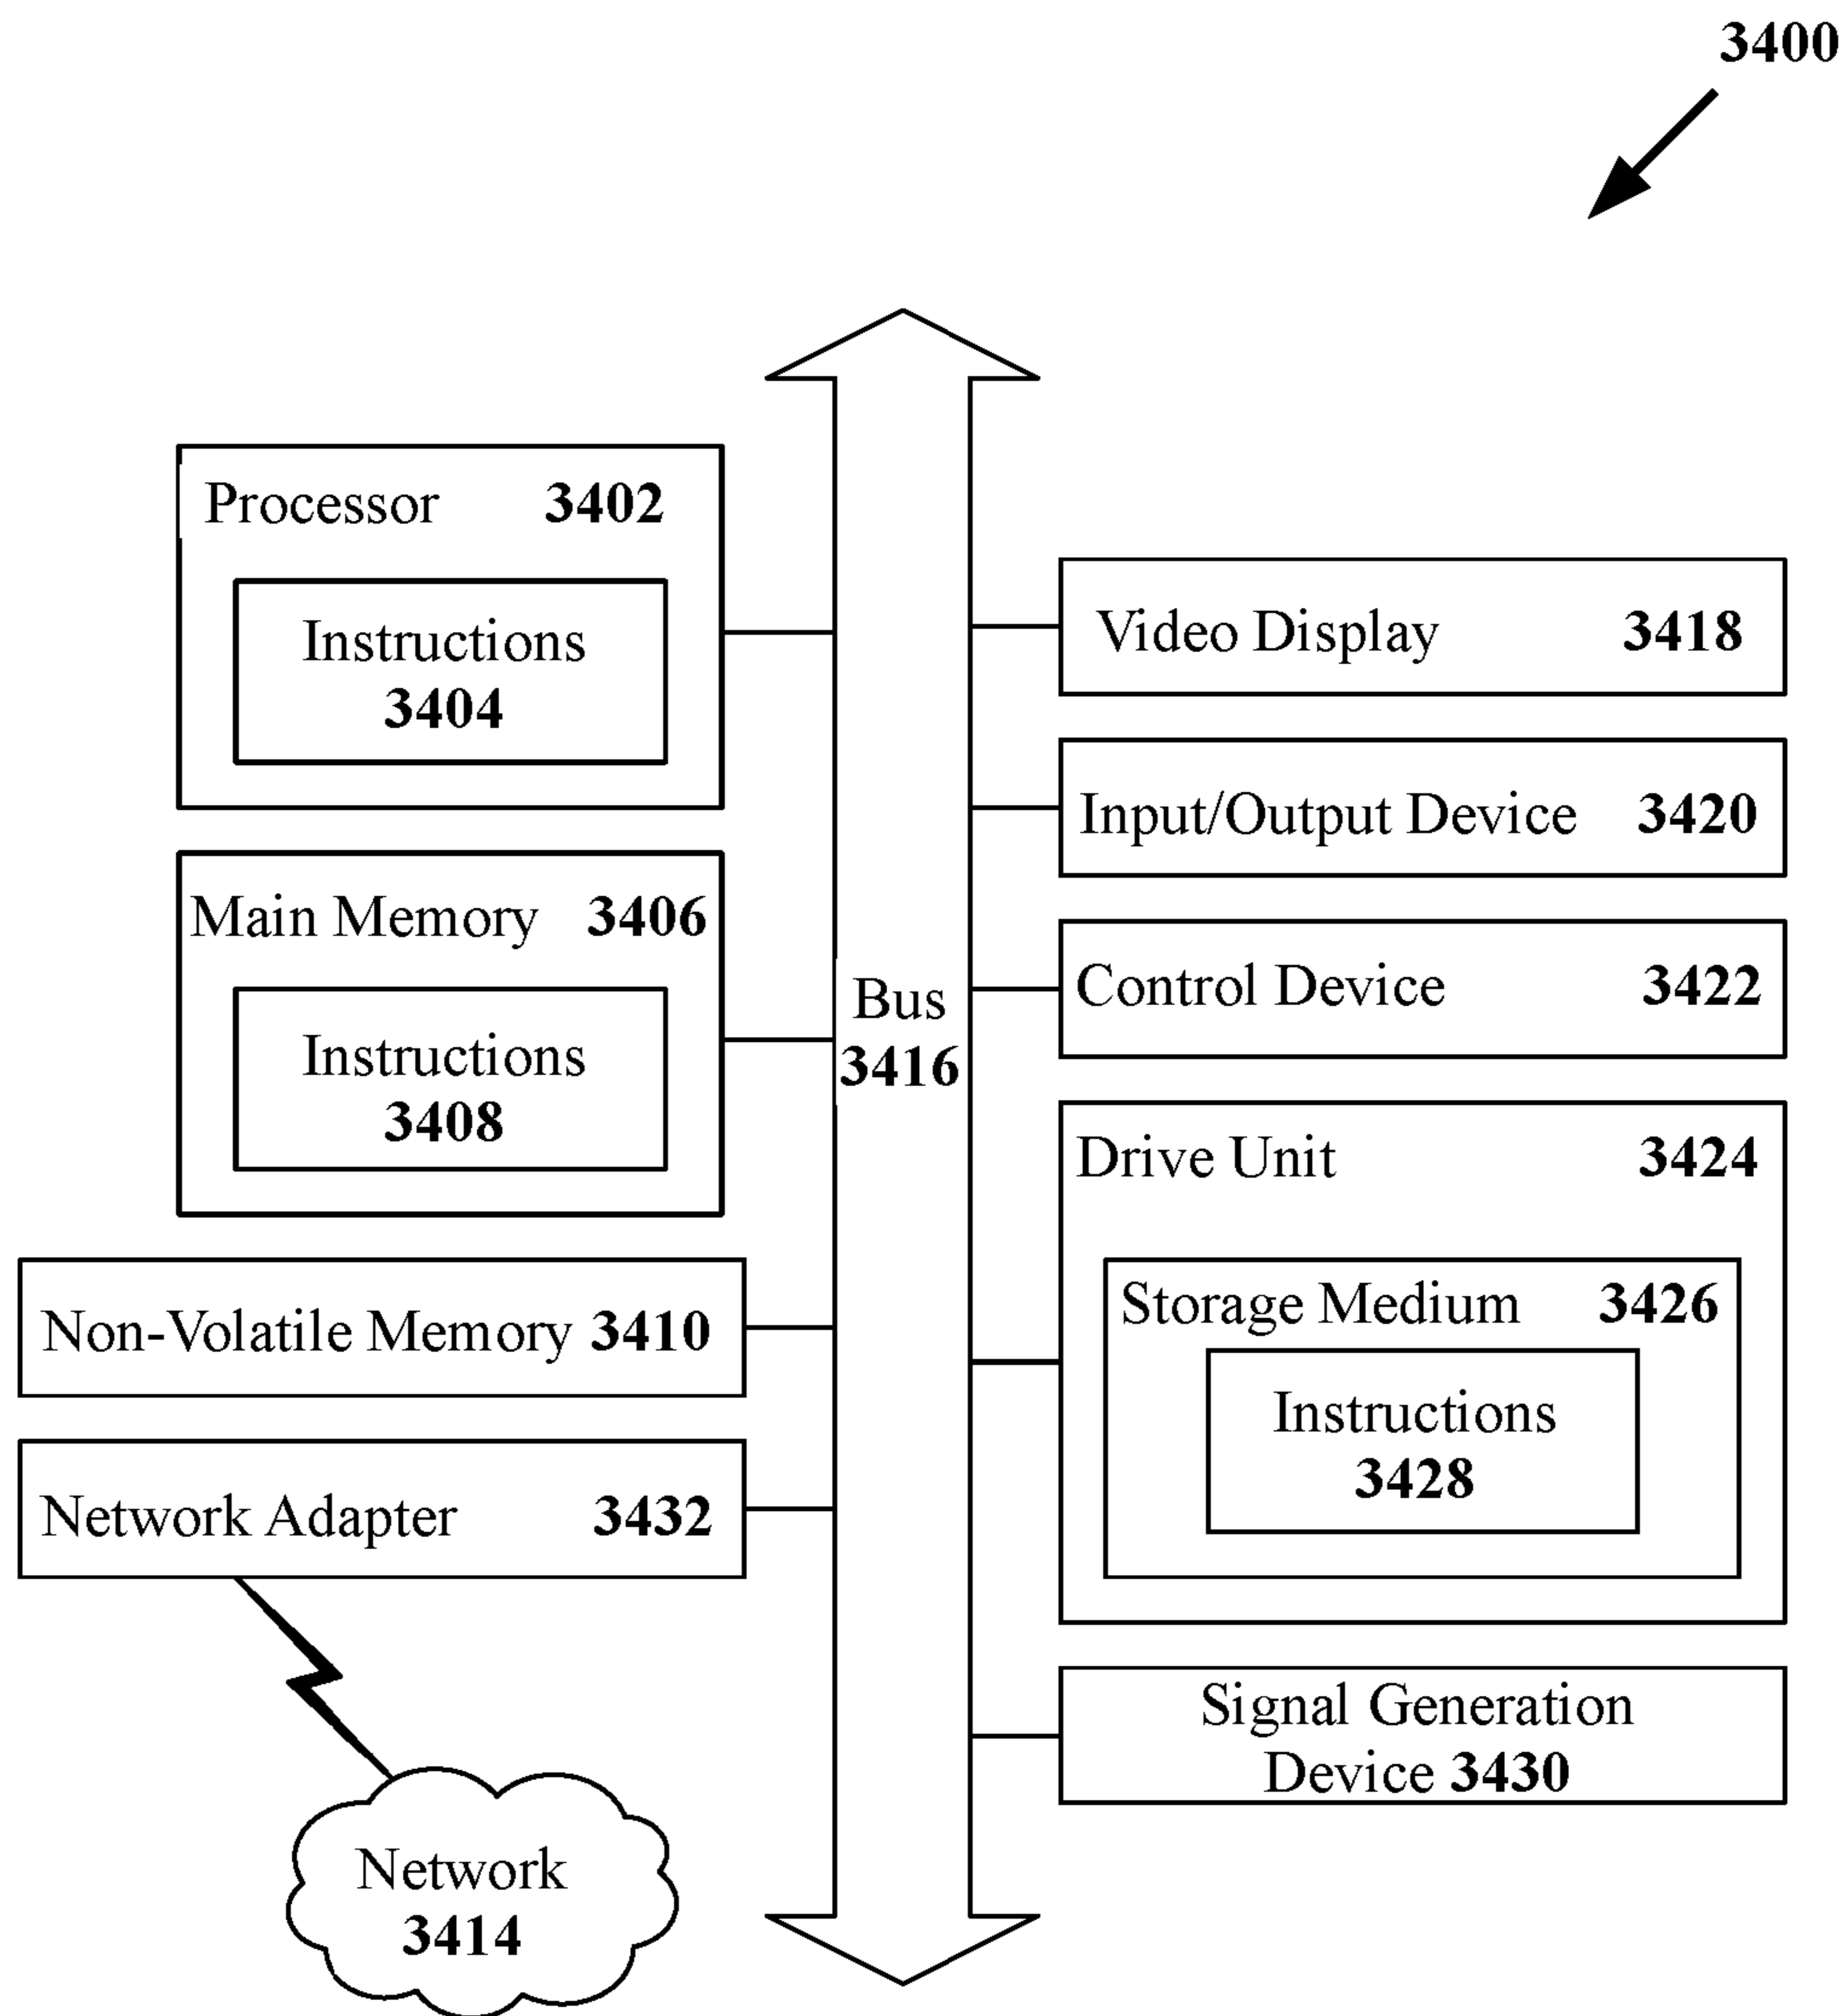 3400
Processor 3402
Instructions
3404
Main Memory 3406
Instructions
3408
Non-Volatile Memory 3410
Network Adapter 3432
Network
3414
Bus
3416
Video Display 3418
Input/Output Device 3420
Control Device 3422
Drive Unit 3424
Storage Medium 3426
Instructions
3428
Signal Generation
Device 3430